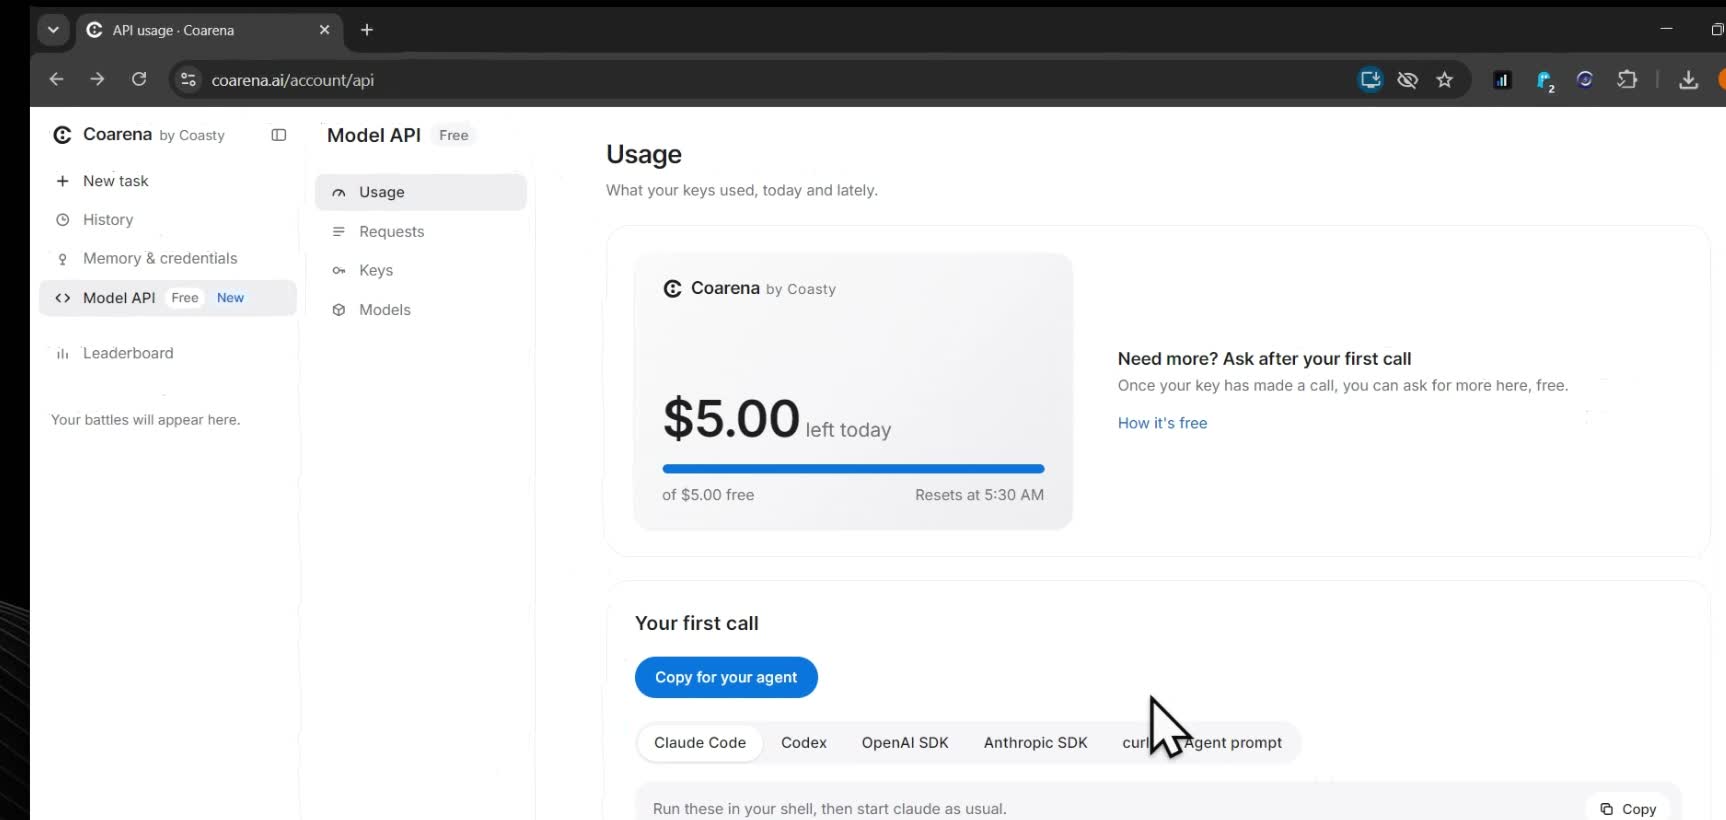 API usage · Coarena
coarena.ai/account/api
2
Coarena by Coasty
New task
History
Memory & credentials
Model API Free New
Leaderboard
Your battles will appear here.
Model API Free
Usage
Requests
Keys
Models
Usage
What your keys used, today and lately.
Coarena by Coasty
$5.00 left today
of $5.00 free Resets at 5:30 AM
Need more? Ask after your first call
Once your key has made a call, you can ask for more here, free.
How it's free
Your first call
Copy for your agent
Claude Code Codex OpenAI SDK Anthropic SDK curl Agent prompt
Run these in your shell, then start claude as usual.
Copy